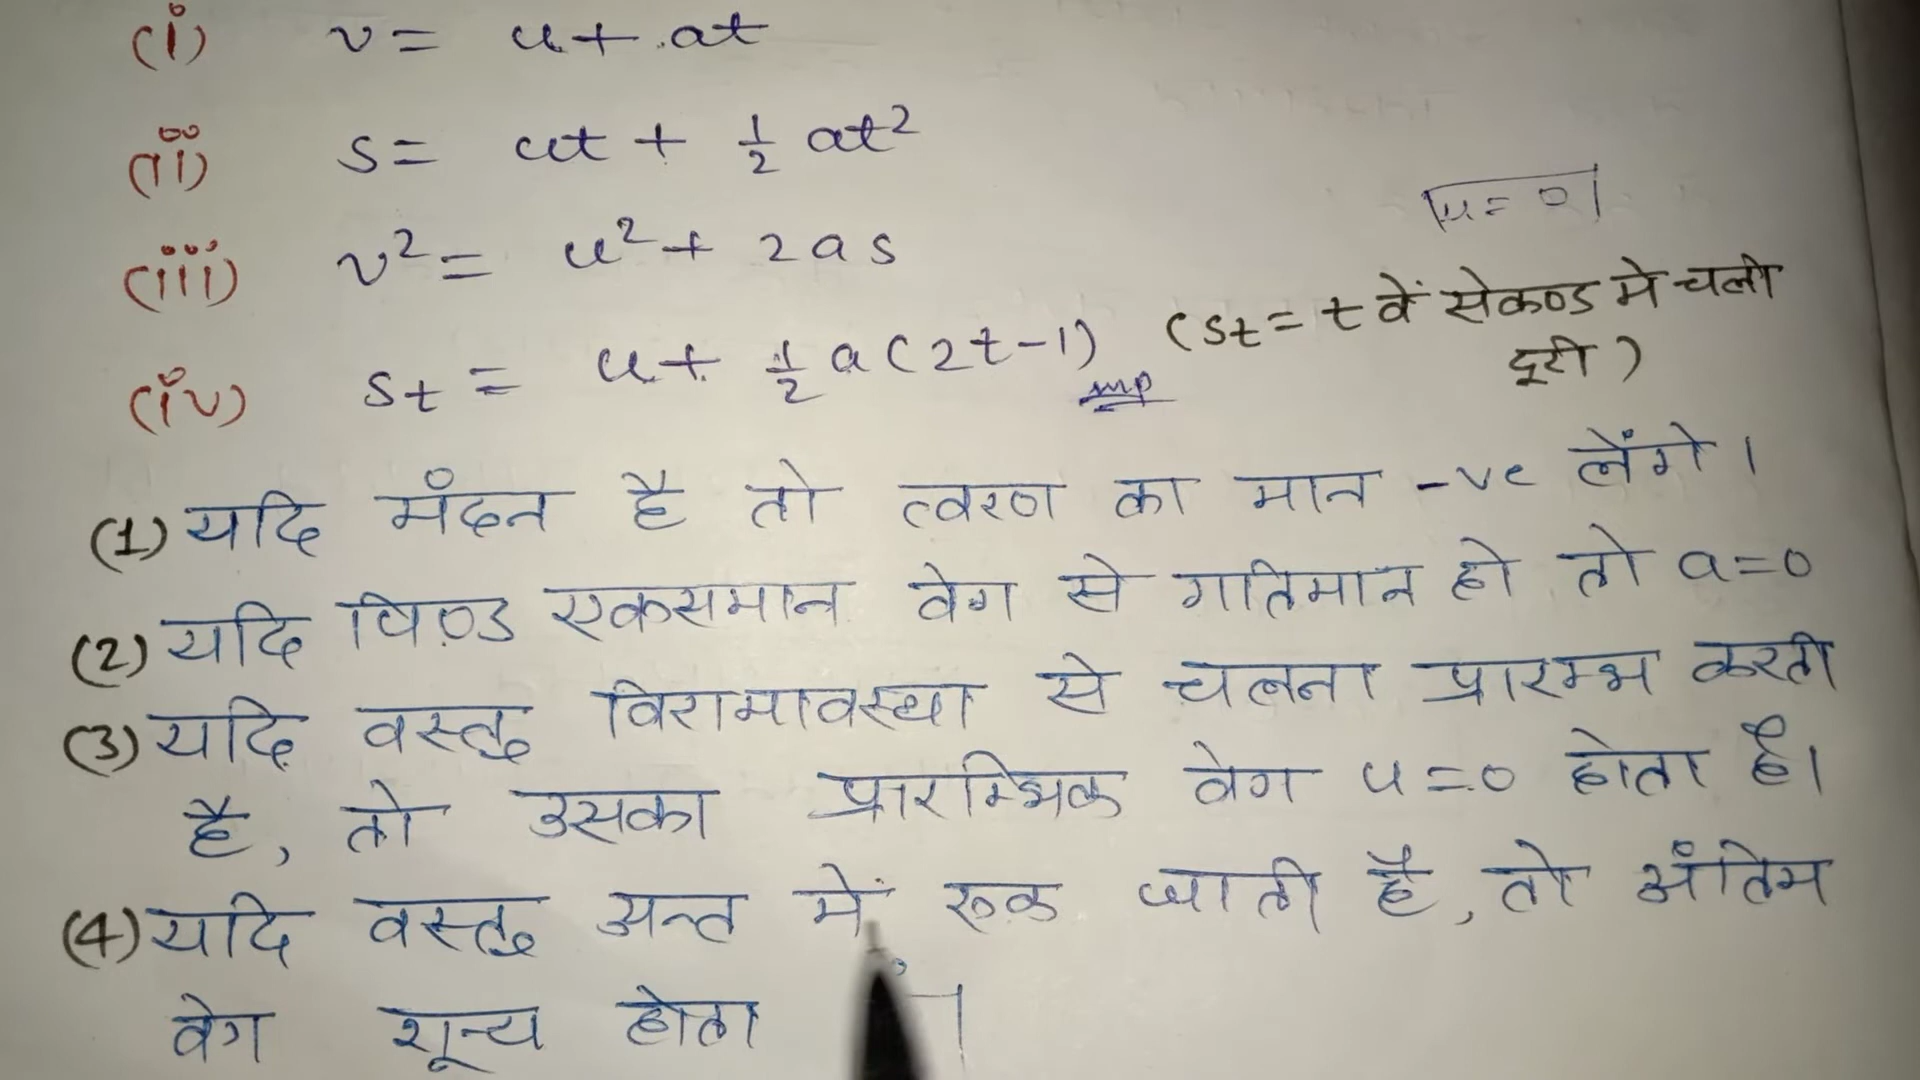 (i) v = u + at
(ii) s = ut + 1/2 at²
u = 0
(iii) v² = u² + 2as
(iv) St = u + 1/2 a (2t-1) (St = t वें सेकण्ड मे चली
Imp
दूरी)
(1) यदि मंदन है तो त्वरण का मान -ve लेंगे।
(2) यदि पिण्ड एकसमान वेग से गतिमान हो तो a=0
(3) यदि वस्तु विरामावस्था से चलना प्रारम्भ करती
है, तो उसका प्रारम्भिक वेग u=0 होता है।
(4) यदि वस्तु अन्त में रूक जाती है, तो अंतिम
वेग शून्य होता